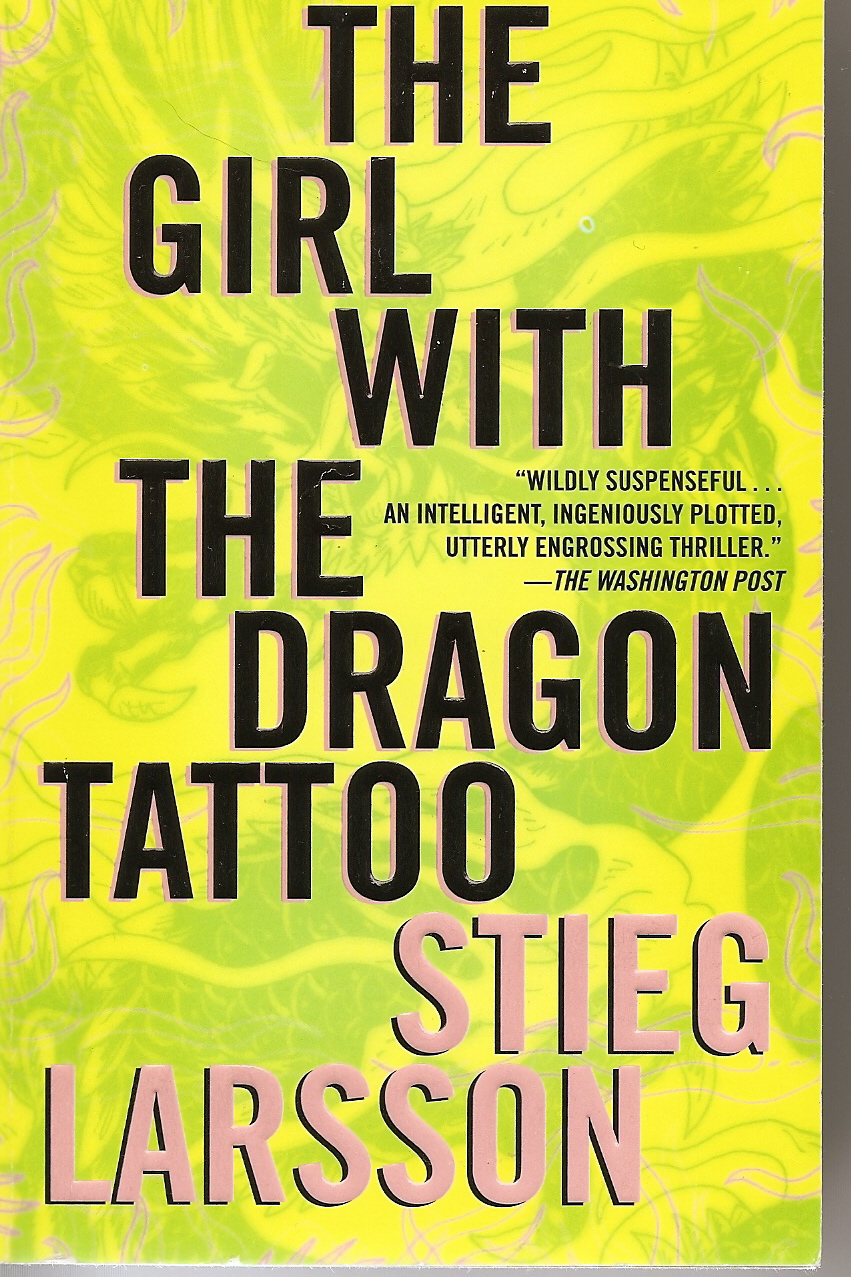 THE
GIRL
WITH
THE
“WILDLY SUSPENSEFUL . . .
AN INTELLIGENT, INGENIOUSLY PLOTTED,
UTTERLY ENGROSSING THRILLER.”
—THE WASHINGTON POST
DRAGON
TATTOO
STIEG
LARSSON